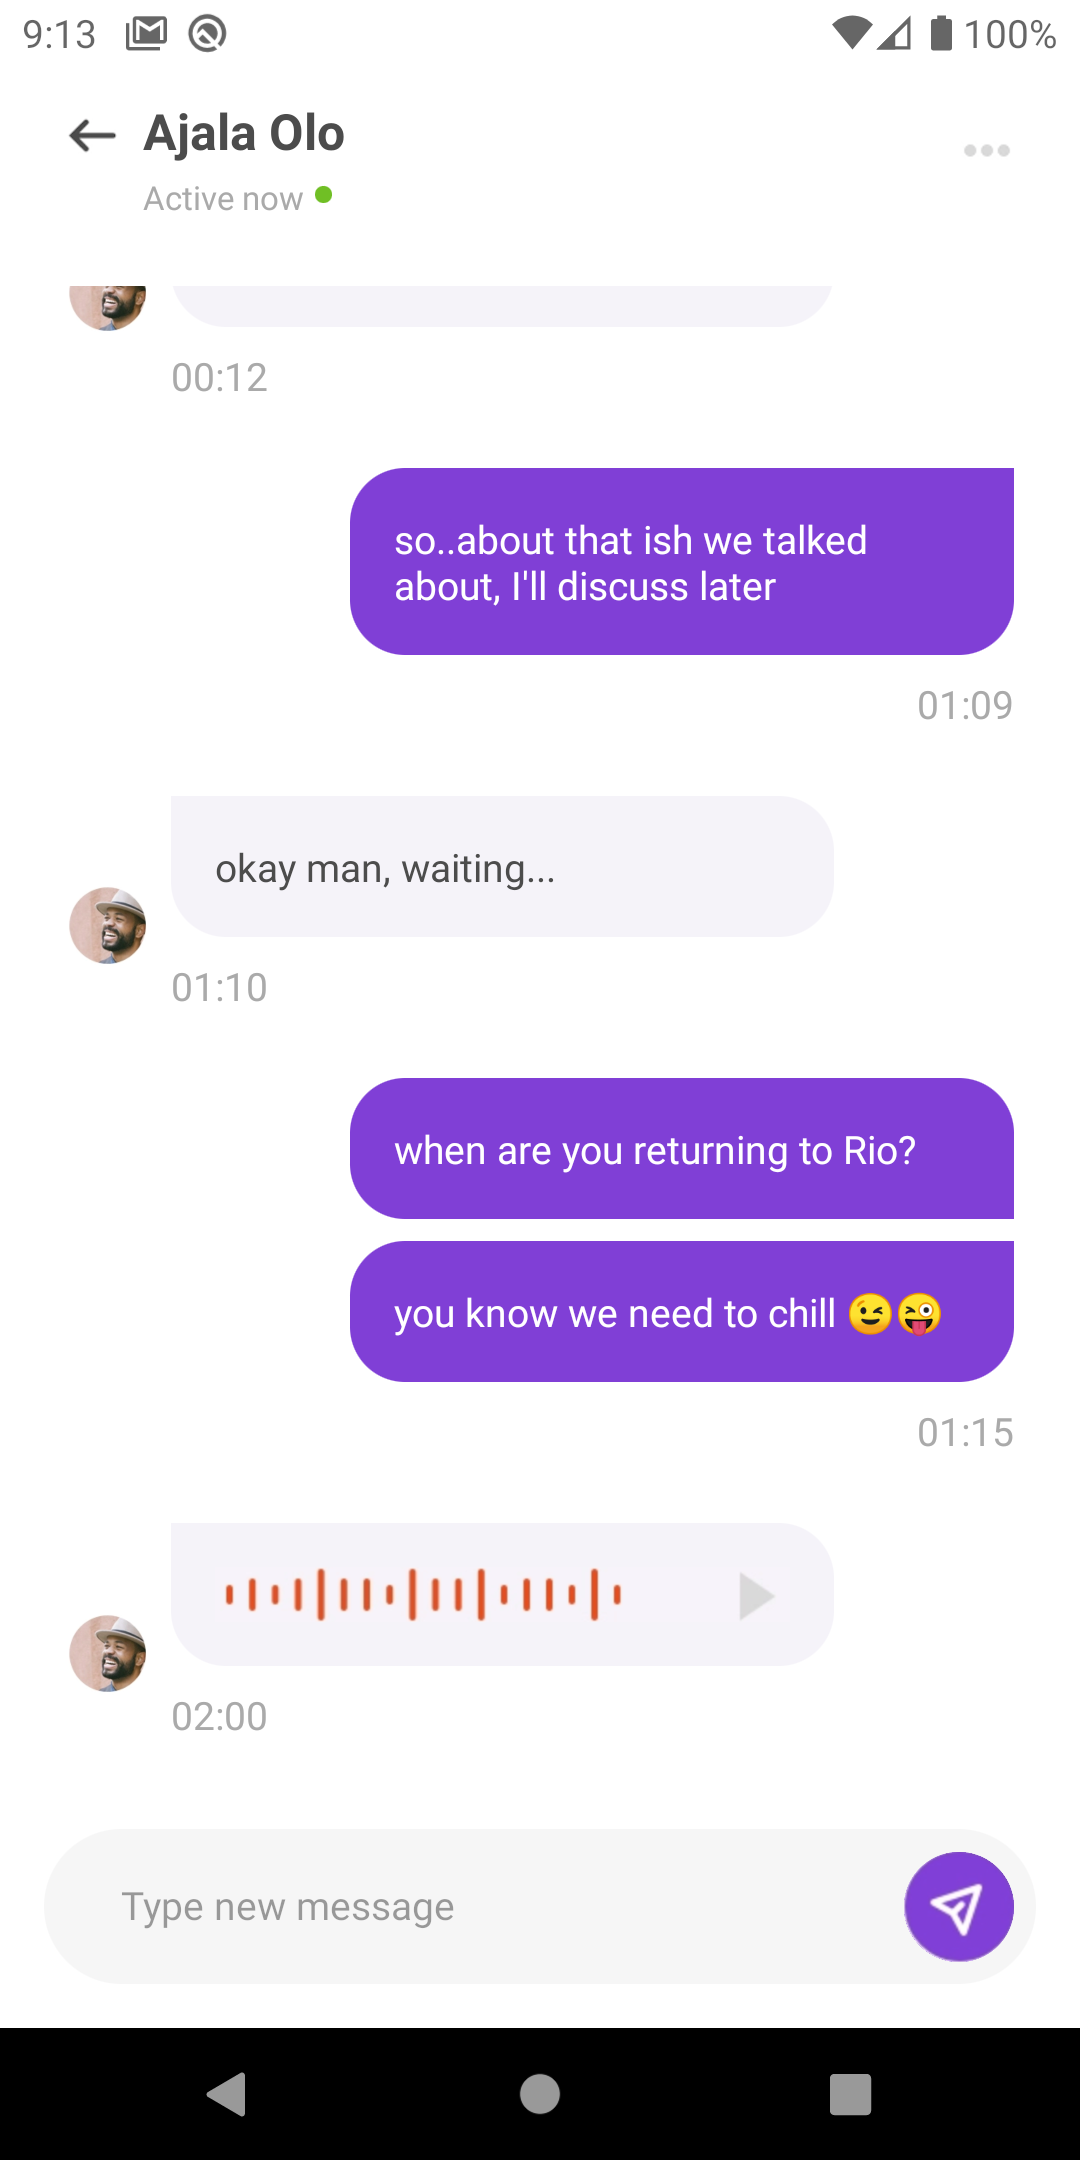 9:13
100%
Ajala Olo
Active now
00:12
so..about that ish we talked
about, I'll discuss later
01:09
okay man, waiting...
01:10
when are you returning to Rio?
you know we need to chill 😉😜
01:15
02:00
Type new message